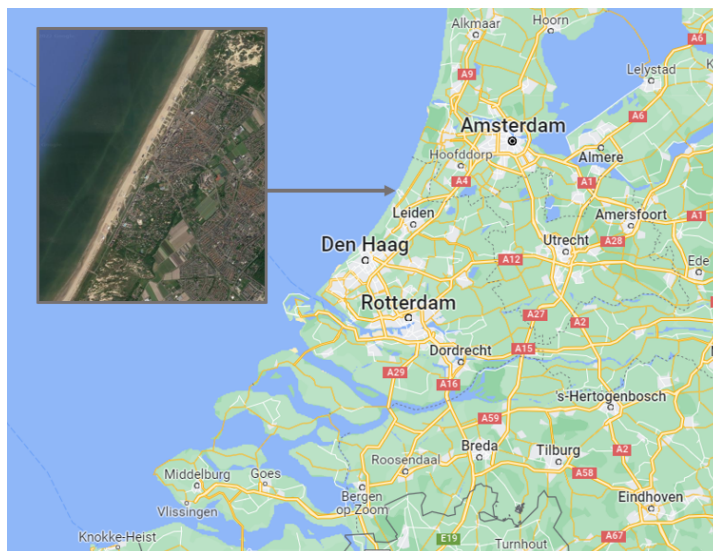 Alkmaar
Hoorn
A6
A9
Lelystad
Amsterdam
A6
Hoofddorp
Almere
A4
A1
Leiden
Amersfoort
A1
Den Haag
Utrecht
A28
A12
Ede
Rotterdam
A27
A2
Dordrecht
A15
A29
A16
's-Hertogenbosch
A59
Breda
A2
Roosendaal
Tilburg
Middelburg
Goes
A58
Bergen
op Zoom
Eindhoven
Vlissingen
Knokke-Heist
E19
Turnhout
A67